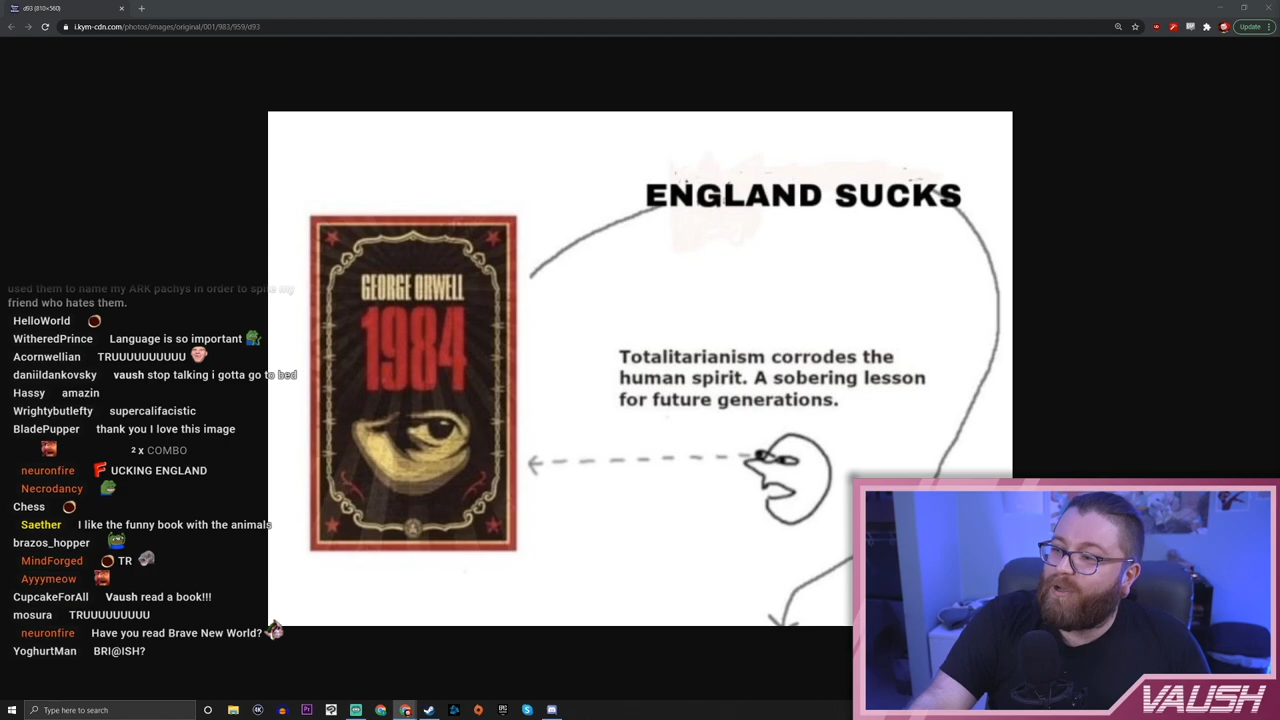 d93 (810×560)
i.kym-cdn.com/photos/images/original/001/983/959/d93
Update
ENGLAND SUCKS
GEORGE ORWELL
1984
Totalitarianism corrodes the
human spirit. A sobering lesson
for future generations.
used them to name my ARK pachys in order to spite my
friend who hates them.
HelloWorld
WitheredPrince Language is so important
Acornwellian TRUUUUUUUUUU
daniildankovsky vaush stop talking i gotta go to bed
Hassy amazin
Wrightybutlefty supercalifacistic
BladePupper thank you I love this image
2 x COMBO
neuronfire F UCKING ENGLAND
Necrodancy
Chess
Saether I like the funny book with the animals
brazos_hopper
MindForged TR
Ayyymeow
CupcakeForAll Vaush read a book!!!
mosura TRUUUUUUUUU
neuronfire Have you read Brave New World?
YoghurtMan BRI@ISH?
VAUSH
Type here to search